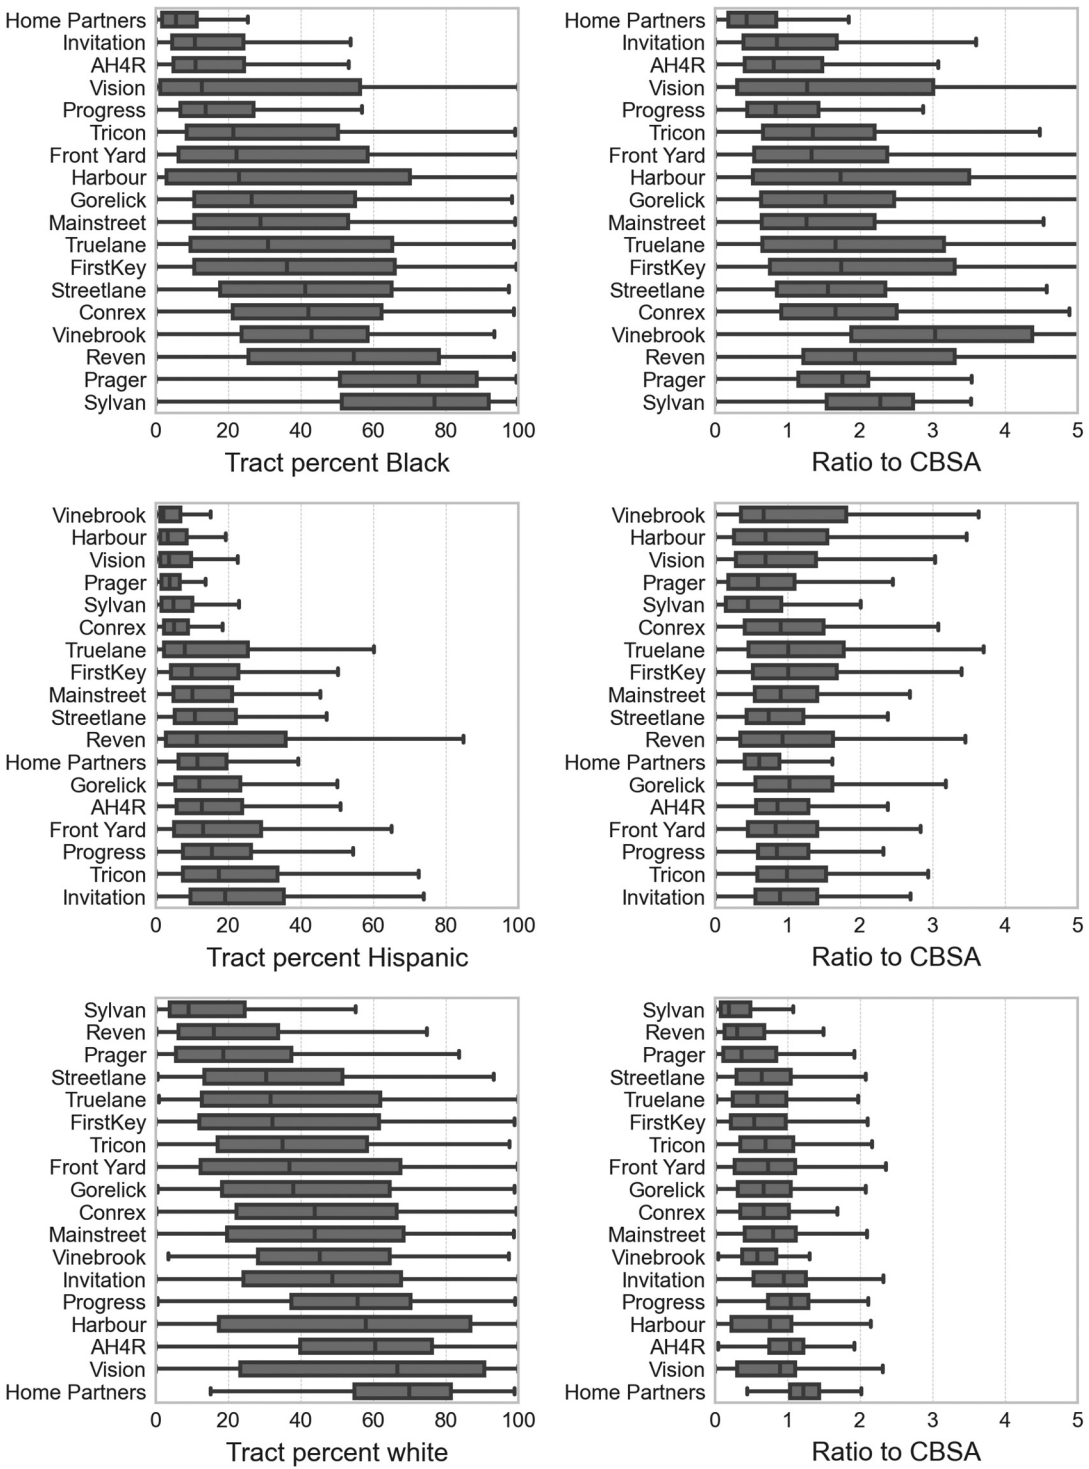 Home Partners
Invitation
AH4R
Vision
Progress
Tricon
Front Yard
Harbour
Gorelick
Mainstreet
Truelane
FirstKey
Streetlane
Conrex
Vinebrook
Reven
Prager
Sylvan
0 20 40 60 80 100
Tract percent Black
Home Partners
Invitation
AH4R
Vision
Progress
Tricon
Front Yard
Harbour
Gorelick
Mainstreet
Truelane
FirstKey
Streetlane
Conrex
Vinebrook
Reven
Prager
Sylvan
0 1 2 3 4 5
Ratio to CBSA
Vinebrook
Harbour
Vision
Prager
Sylvan
Conrex
Truelane
FirstKey
Mainstreet
Streetlane
Reven
Home Partners
Gorelick
AH4R
Front Yard
Progress
Tricon
Invitation
0 20 40 60 80 100
Tract percent Hispanic
Vinebrook
Harbour
Vision
Prager
Sylvan
Conrex
Truelane
FirstKey
Mainstreet
Streetlane
Reven
Home Partners
Gorelick
AH4R
Front Yard
Progress
Tricon
Invitation
0 1 2 3 4 5
Ratio to CBSA
Sylvan
Reven
Prager
Streetlane
Truelane
FirstKey
Tricon
Front Yard
Gorelick
Conrex
Mainstreet
Vinebrook
Invitation
Progress
Harbour
AH4R
Vision
Home Partners
0 20 40 60 80 100
Tract percent white
Sylvan
Reven
Prager
Streetlane
Truelane
FirstKey
Tricon
Front Yard
Gorelick
Conrex
Mainstreet
Vinebrook
Invitation
Progress
Harbour
AH4R
Vision
Home Partners
0 1 2 3 4 5
Ratio to CBSA